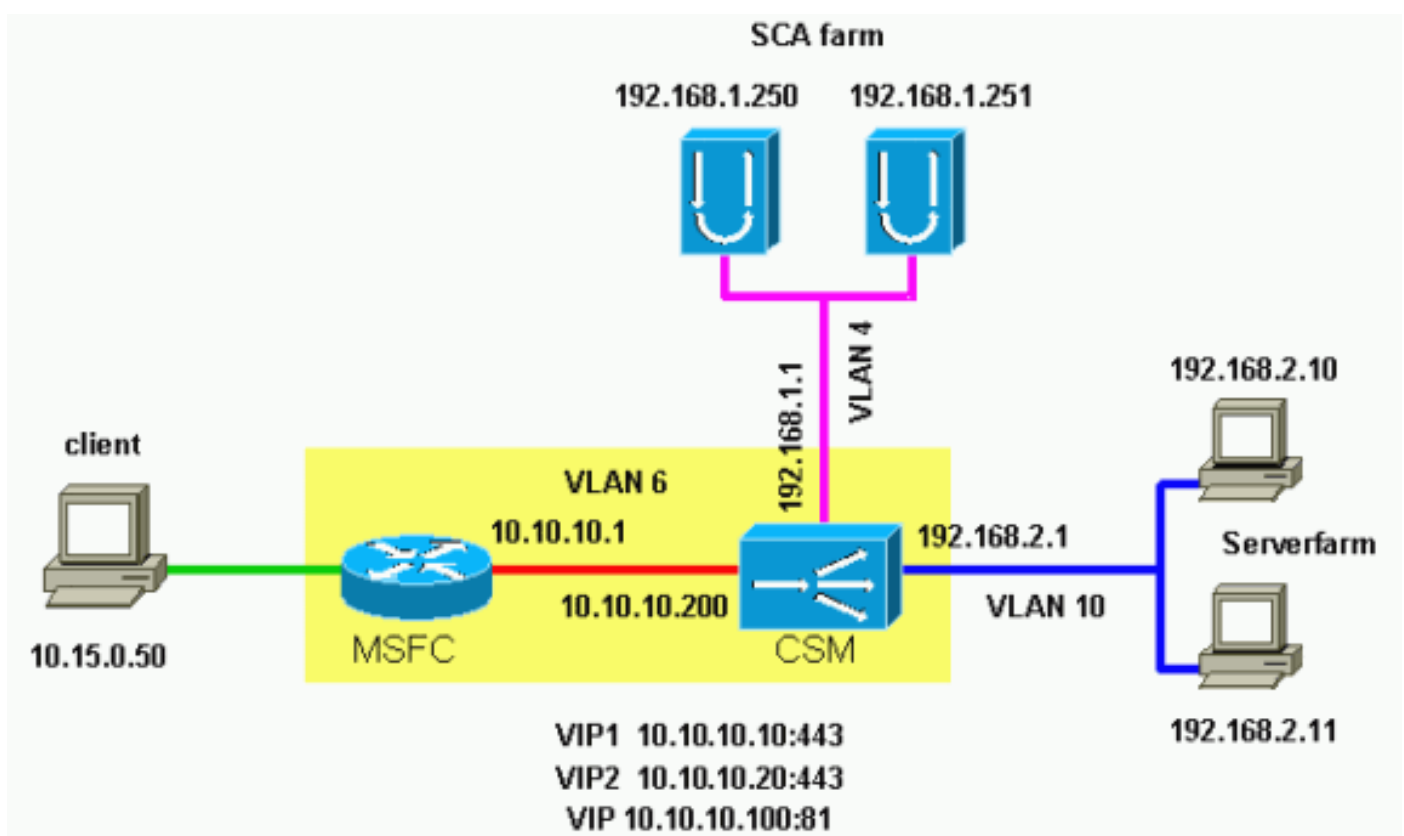 SCA farm
192.168.1.250
192.168.1.251
VLAN 4
192.168.1.1
192.168.2.10
client
VLAN 6
10.10.10.1
192.168.2.1
Serverfarm
10.10.10.200
VLAN 10
10.15.0.50
MSFC
CSM
192.168.2.11
VIP1 10.10.10.10:443
VIP2 10.10.10.20:443
VIP 10.10.10.100:81